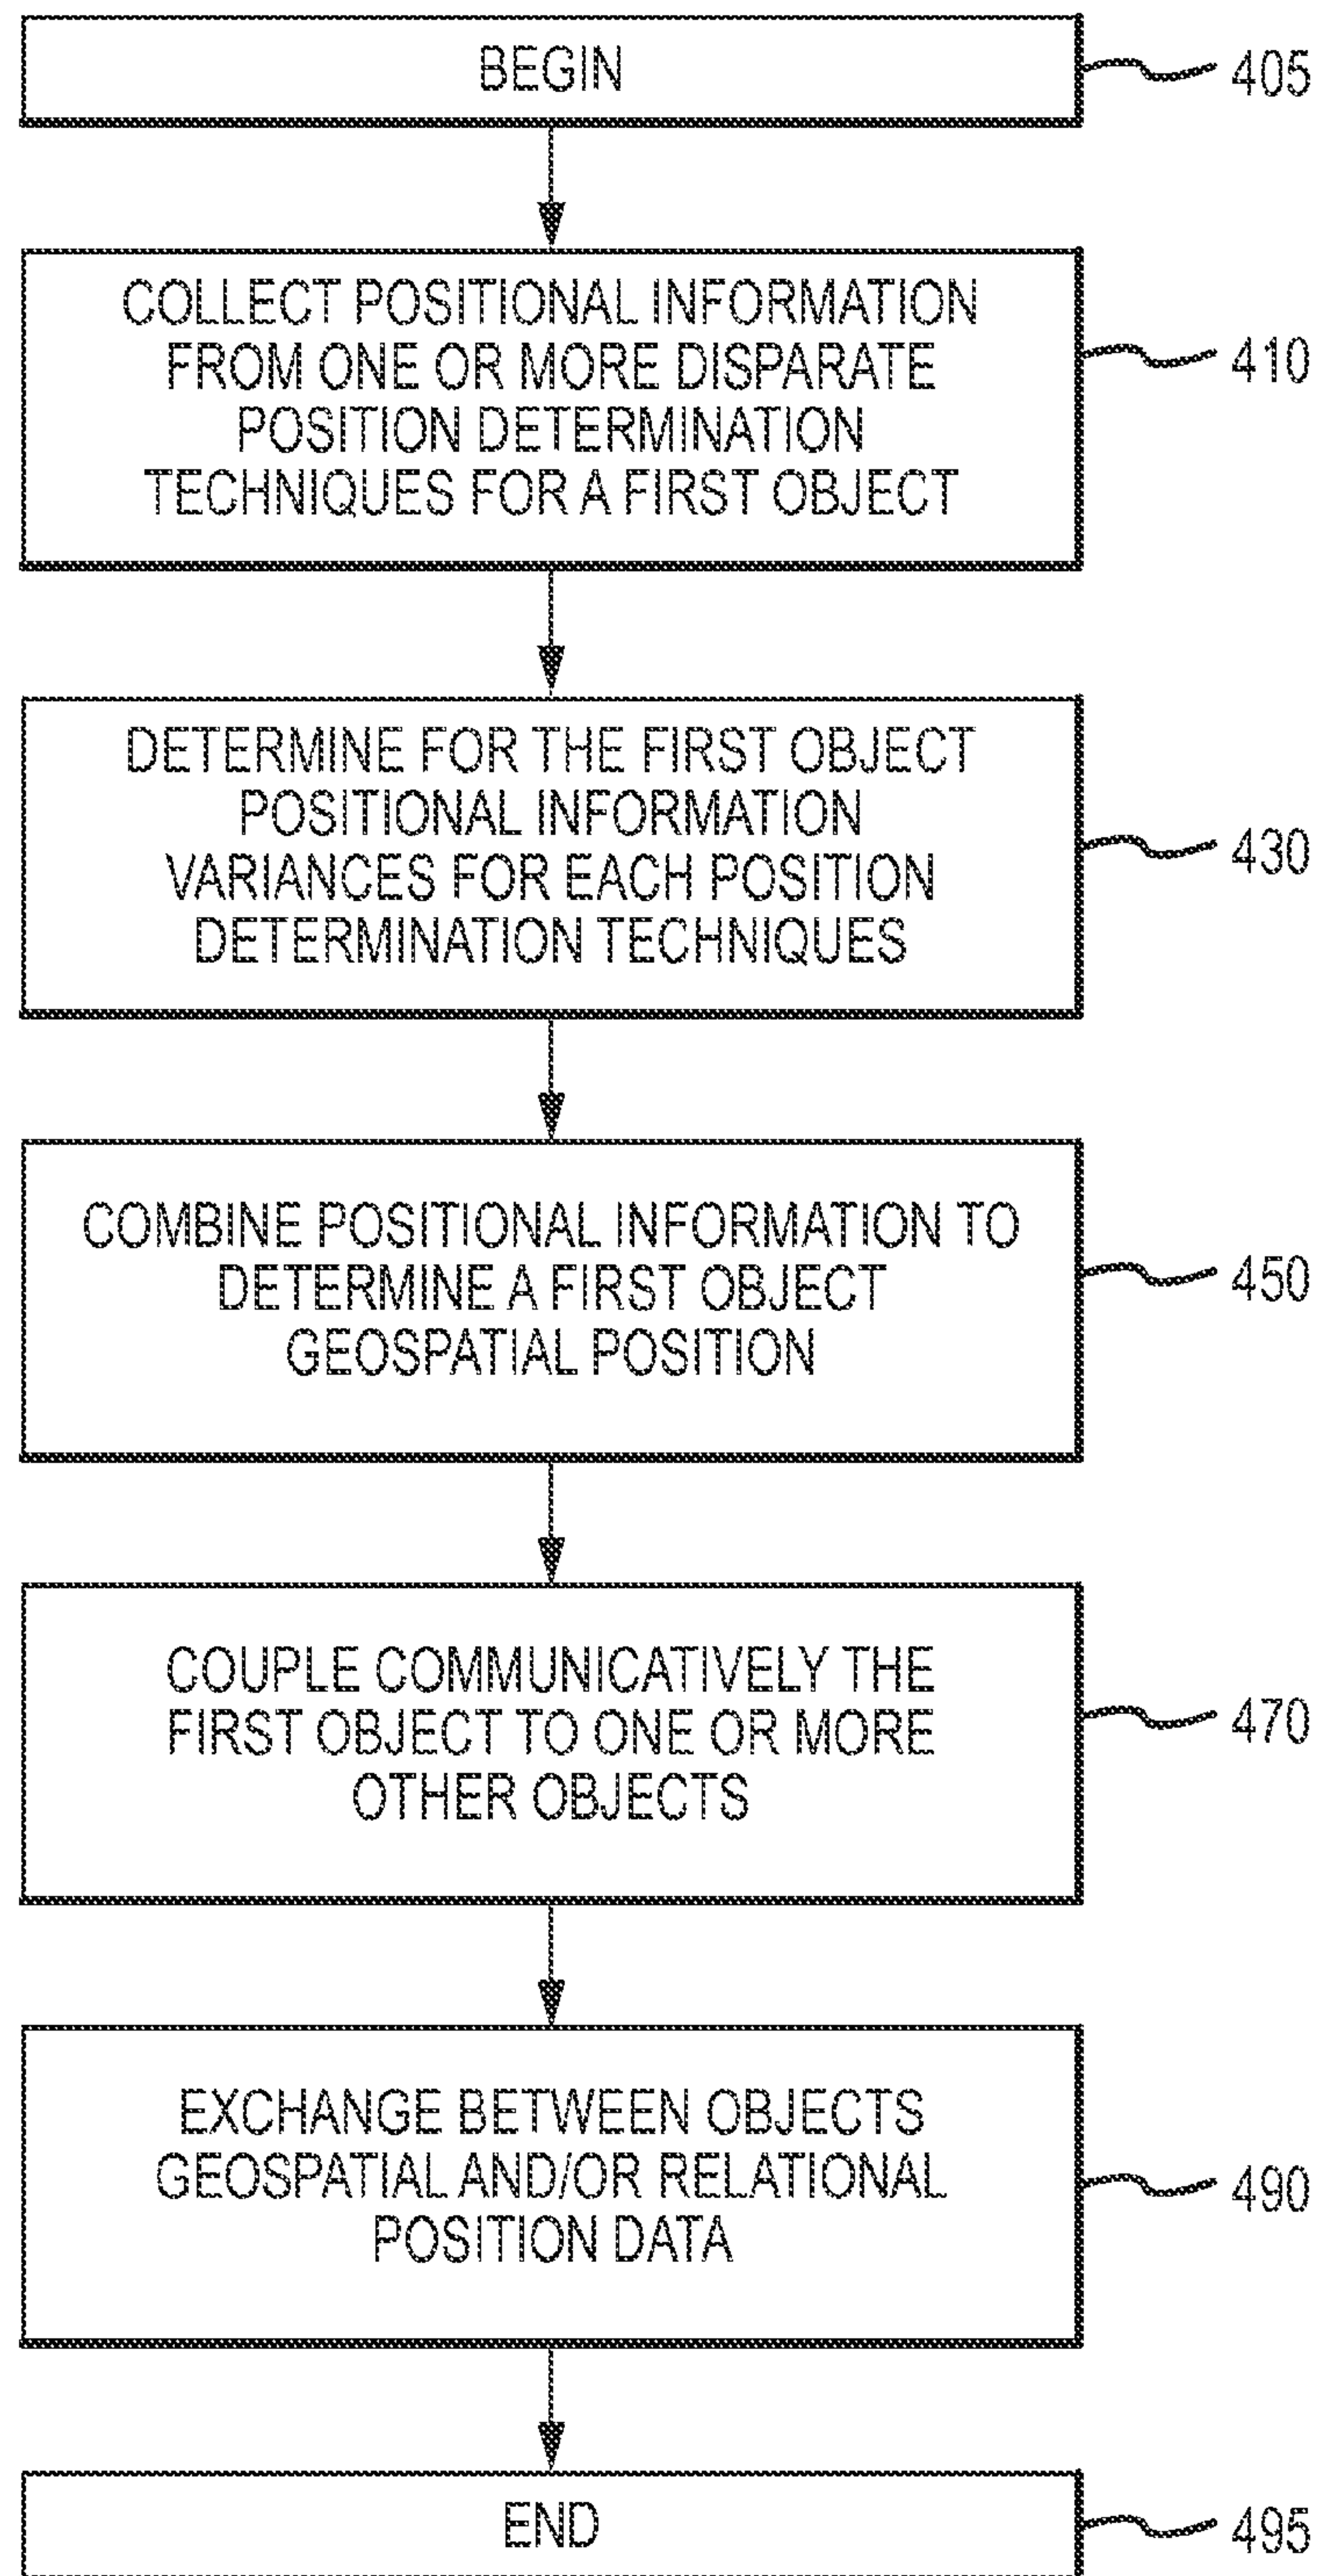 BEGIN
405
COLLECT POSITIONAL INFORMATION
FROM ONE OR MORE DISPARATE
POSITION DETERMINATION
TECHNIQUES FOR A FIRST OBJECT
410
DETERMINE FOR THE FIRST OBJECT
POSITIONAL INFORMATION
VARIANCES FOR EACH POSITION
DETERMINATION TECHNIQUES
430
COMBINE POSITIONAL INFORMATION TO
DETERMINE A FIRST OBJECT
GEOSPATIAL POSITION
450
COUPLE COMMUNICATIVELY THE
FIRST OBJECT TO ONE OR MORE
OTHER OBJECTS
470
EXCHANGE BETWEEN OBJECTS
GEOSPATIAL AND/OR RELATIONAL
POSITION DATA
490
END
495